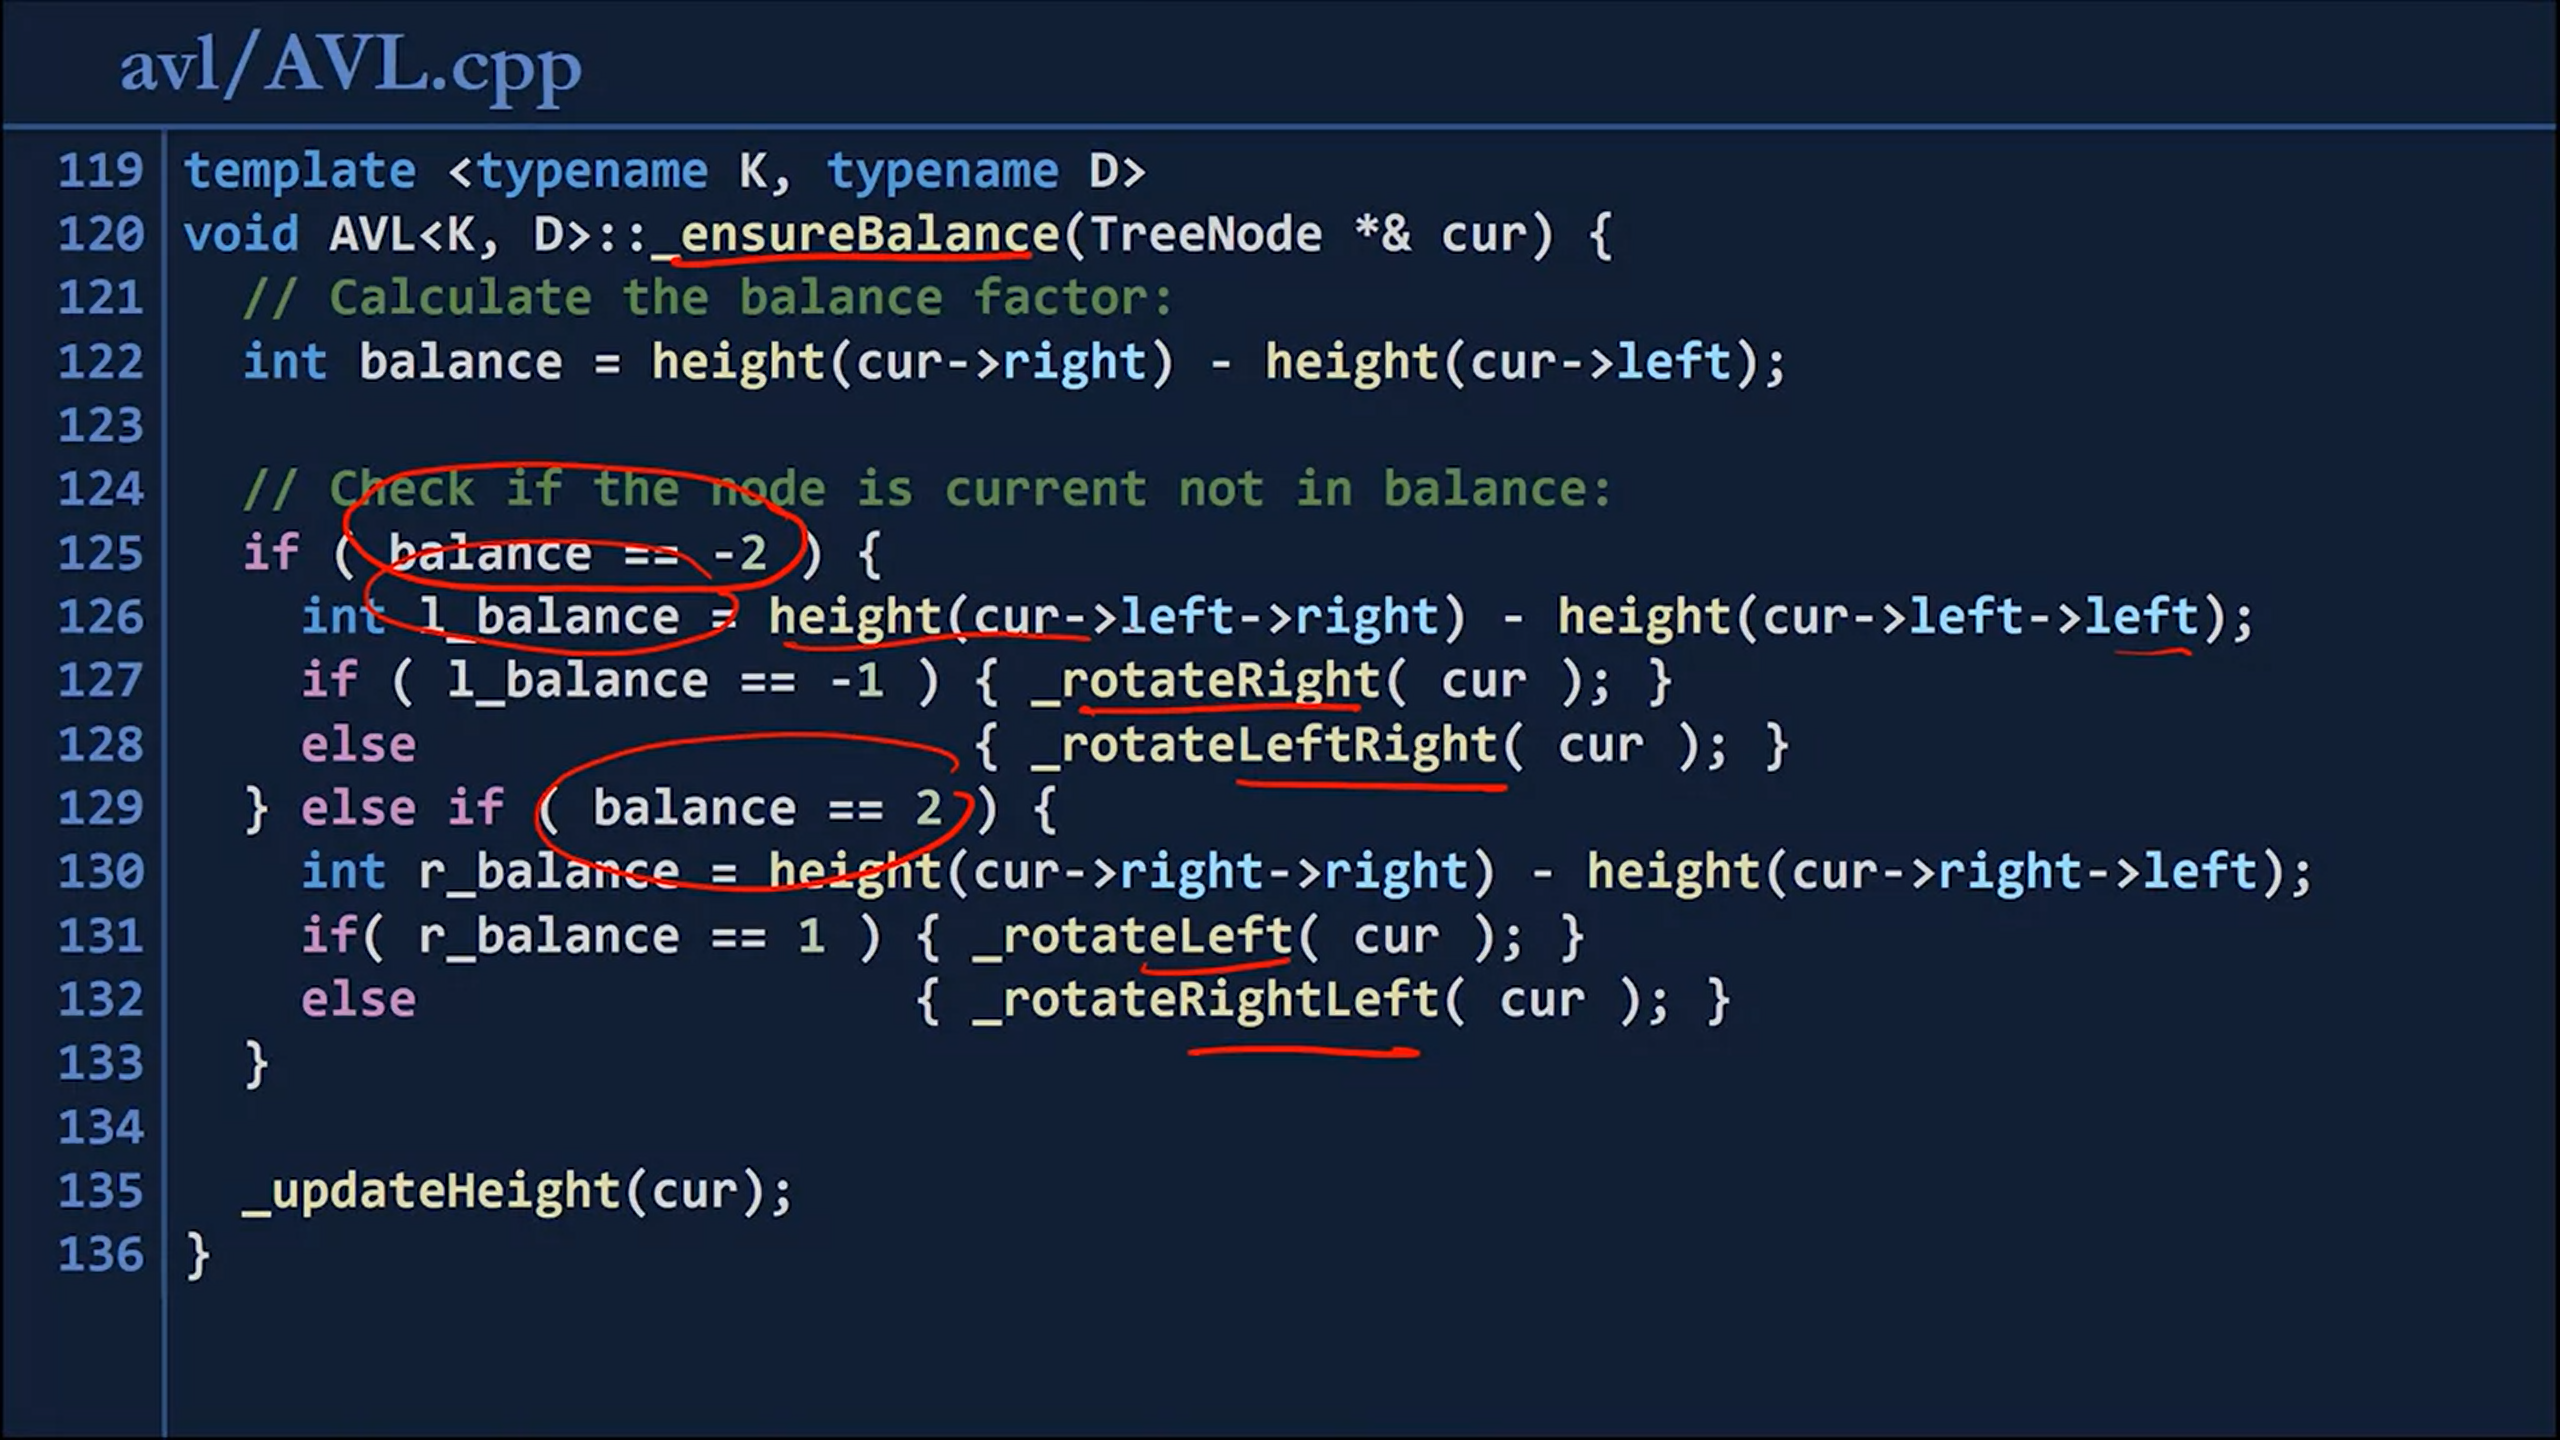 avl/AVL.cpp
119 template <typename K, typename D>
120 void AVL<K, D>::_ensureBalance(TreeNode *& cur) {
121   // Calculate the balance factor:
122   int balance = height(cur->right) - height(cur->left);
123
124   // Check if the node is current not in balance:
125   if ( balance == -2 ) {
126     int l_balance = height(cur->left->right) - height(cur->left->left);
127     if ( l_balance == -1 ) { _rotateRight( cur ); }
128     else                   { _rotateLeftRight( cur ); }
129   } else if ( balance == 2 ) {
130     int r_balance = height(cur->right->right) - height(cur->right->left);
131     if( r_balance == 1 ) { _rotateLeft( cur ); }
132     else                 { _rotateRightLeft( cur ); }
133   }
134
135   _updateHeight(cur);
136 }